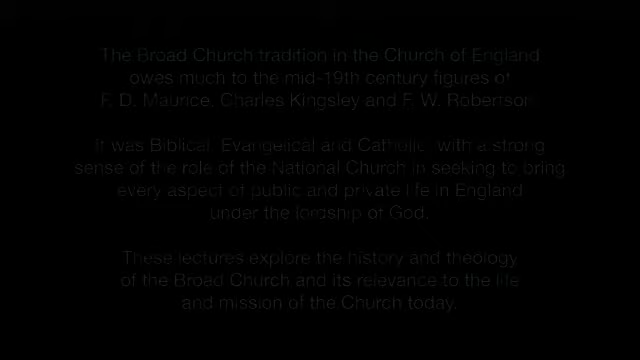 The Broad Church tradition in the Church of England
owes much to the mid-19th century figures of
F. D. Maurice, Charles Kingsley and F. W. Robertson.
It was Biblical, Evangelical and Catholic, with a strong
sense of the role of the National Church in seeking to bring
every aspect of public and private life in England
under the lordship of God.
These lectures explore the history and theology
of the Broad Church and its relevance to the life
and mission of the Church today.